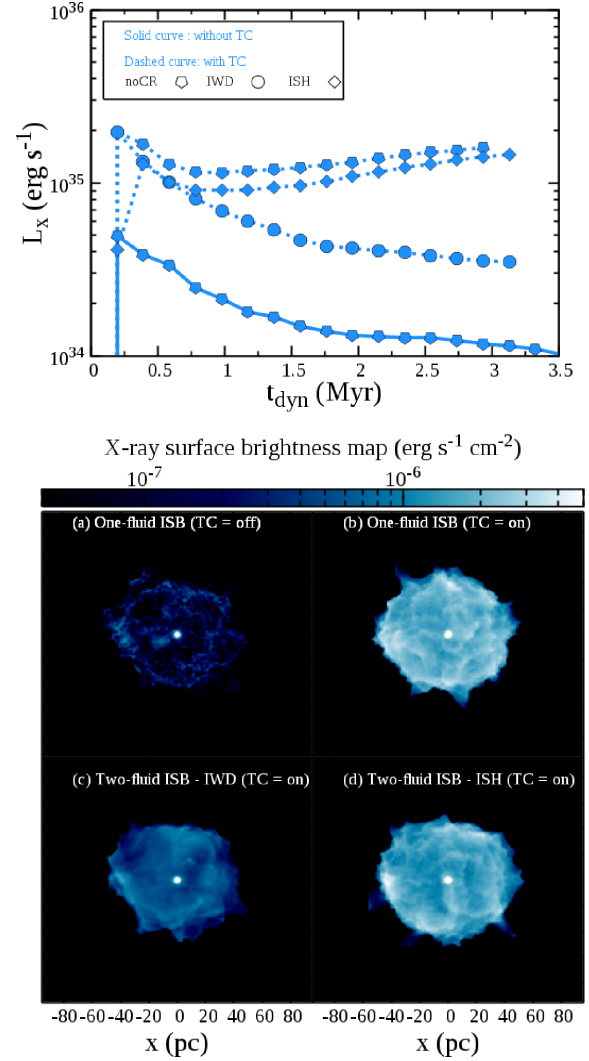 10^36
Solid curve : without TC
Dashed curve: with TC
noCR IWD ISH
10^35
L_x (erg s^-1)
10^34
0 0.5 1 1.5 2 2.5 3 3.5
t_dyn (Myr)
X-ray surface brightness map (erg s^-1 cm^-2)
10^-7 10^-6
(a) One-fluid ISB (TC = off) (b) One-fluid ISB (TC = on)
(c) Two-fluid ISB - IWD (TC = on) (d) Two-fluid ISB - ISH (TC = on)
-80 -60 -40 -20 0 20 40 60 80 -80 -60 -40 -20 0 20 40 60 80
x (pc) x (pc)